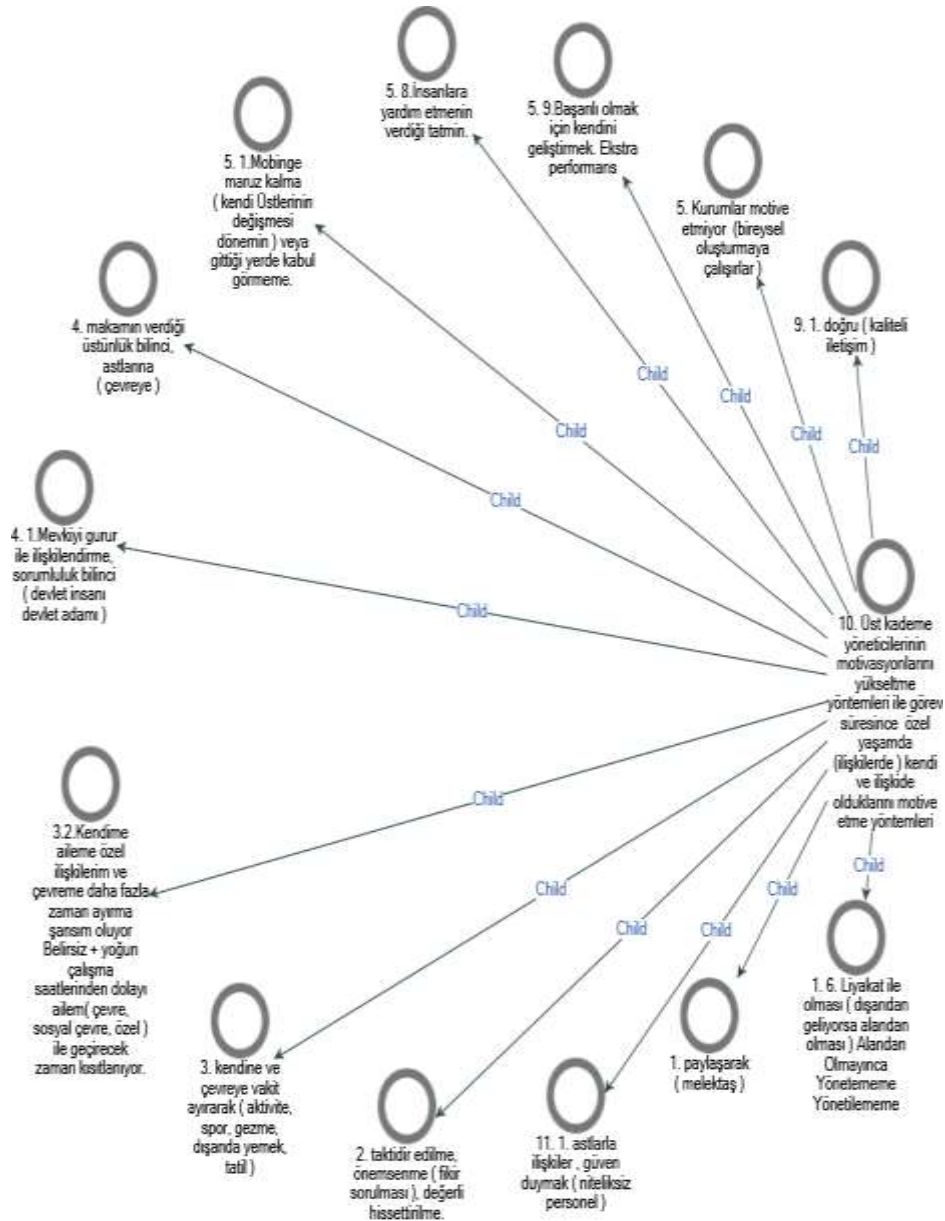 5. 8.İnsanlara
yardım etmenin
verdiği tatmin.
5. 9.Başarılı olmak
için kendini
geliştirmek. Ekstra
performans
5. 1.Mobinge
maruz kalma
( kendi Üstlerinin
değişmesi
dönemin ) veya
gittiği yerde kabul
görmeme.
5. Kurumlar motive
etmiyor (bireysel
oluşturmaya
çalışırlar )
9. 1. doğru ( kaliteli
iletişim )
4. makamın verdiği
üstünlük bilinci,
astlarına
( çevreye )
4. 1.Mevkiyi gurur
ile ilişkilendirme,
sorumluluk bilinci
( devlet insanı
devlet adamı )
Child
Child
Child
Child
Child
Child
Child
Child
10. Üst kademe
yöneticilerinin
motivasyonlarını
yükseltme
yöntemleri ile görev
süresince özel
yaşamda
(ilişkilerde ) kendi
ve ilişkide
olduklarını motive
etme yöntemleri
Child
Child
Child
Child
Child
Child
3.2.Kendime
aileme özel
ilişkilerim ve
çevreme daha fazla
zaman ayırma
şansım oluyor
Belirsiz + yoğun
çalışma
saatlerinden dolayı
ailem( çevre,
sosyal çevre, özel )
ile geçirecek
zaman kısıtlanıyor.
3. kendine ve
çevreye vakit
ayırarak ( aktivite,
spor, gezme,
dışarıda yemek,
tatil )
2. taktidir edilme,
önemsenme ( fikir
sorulması ), değerli
hissettirilme.
11. 1. astlarla
ilişkiler , güven
duymak ( niteliksiz
personel )
1. paylaşarak
( melektaş )
1. 6. Liyakat ile
olması ( dışarıdan
geliyorsa alandan
olması ) Alandan
Olmayınca
Yönetememe
Yönetilememe